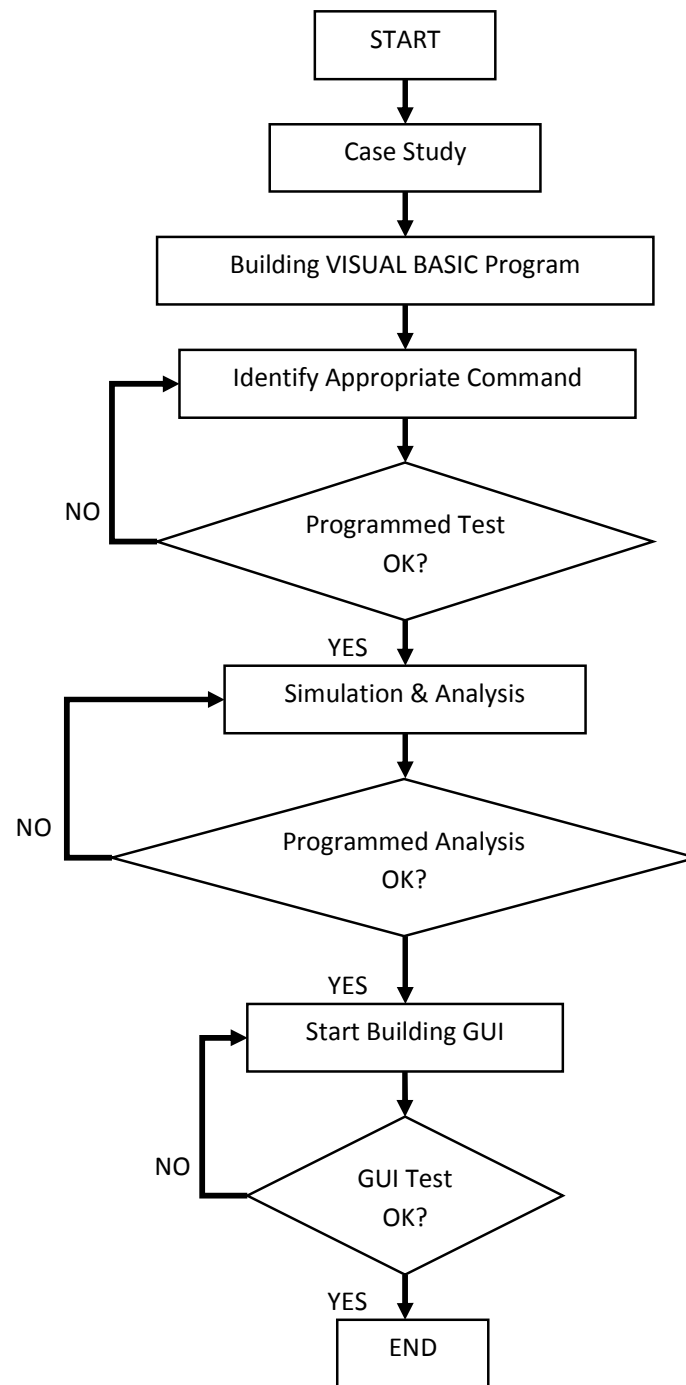 START
Case Study
Building VISUAL BASIC Program
Identify Appropriate Command
Programmed Test
OK?
NO
YES
Simulation & Analysis
Programmed Analysis
OK?
NO
YES
Start Building GUI
GUI Test
OK?
NO
YES
END